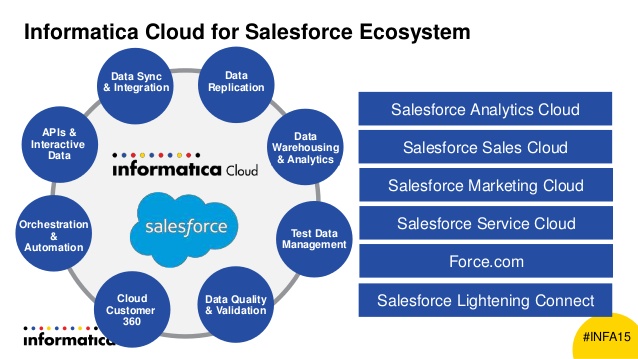 Informatica Cloud for Salesforce Ecosystem
Data Sync
& Integration
Data
Replication
Data
Warehousing
& Analytics
Test Data
Management
Data Quality
& Validation
Cloud
Customer
360
Orchestration
&
Automation
APIs &
Interactive
Data
informatica Cloud
salesforce
Salesforce Analytics Cloud
Salesforce Sales Cloud
Salesforce Marketing Cloud
Salesforce Service Cloud
Force.com
Salesforce Lightening Connect
informatica
#INFA15